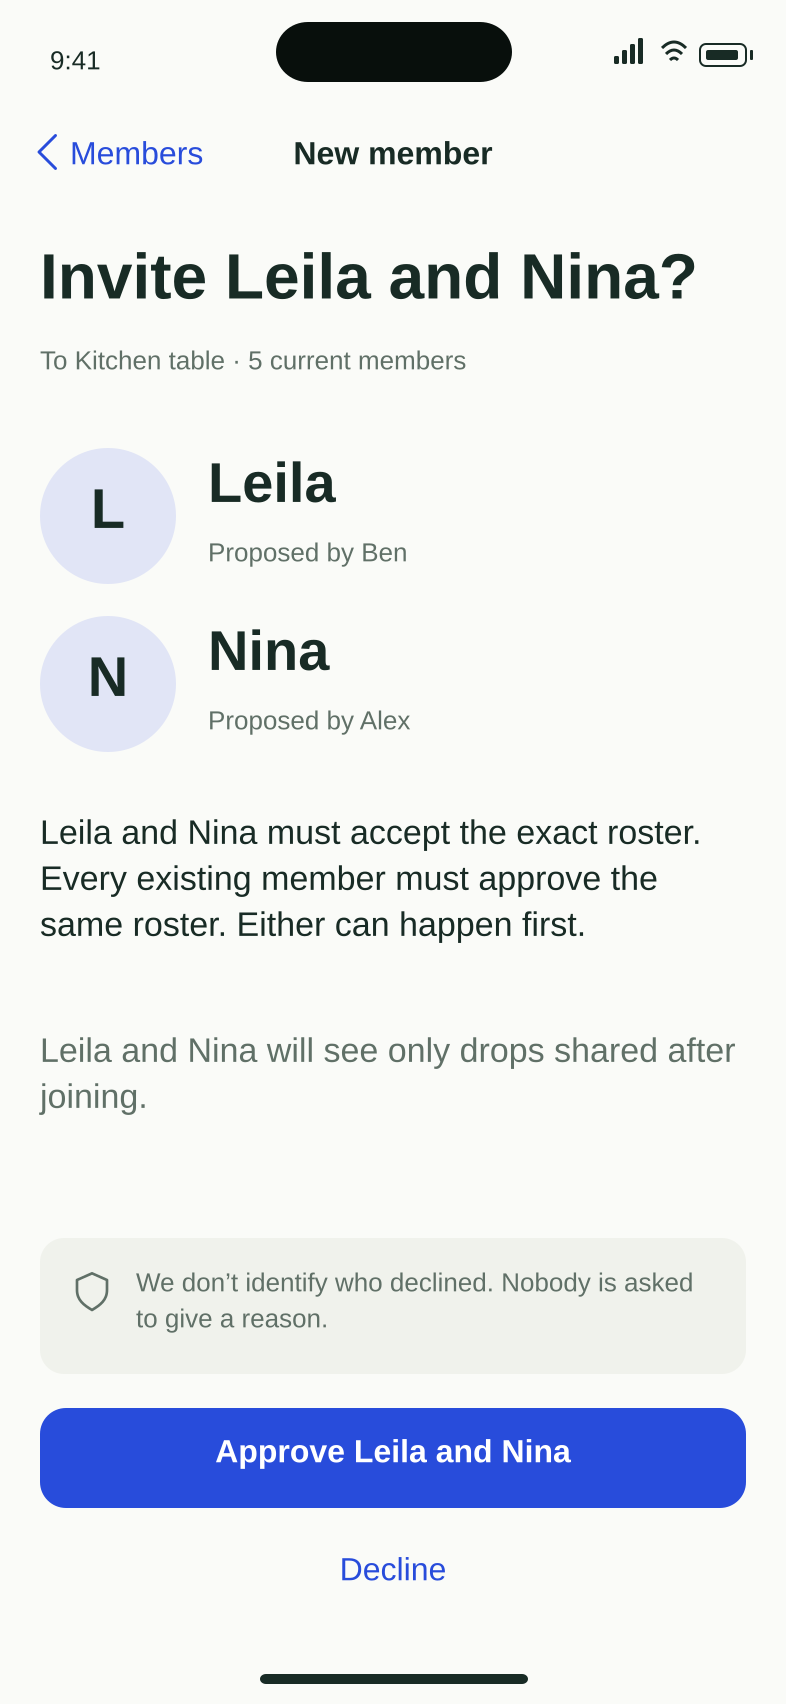 9:41
Members
New member
Invite Leila and Nina?
To Kitchen table · 5 current members
L
Leila
Proposed by Ben
N
Nina
Proposed by Alex
Leila and Nina must accept the exact roster.
Every existing member must approve the
same roster. Either can happen first.
Leila and Nina will see only drops shared after
joining.
We don’t identify who declined. Nobody is asked
to give a reason.
Approve Leila and Nina
Decline